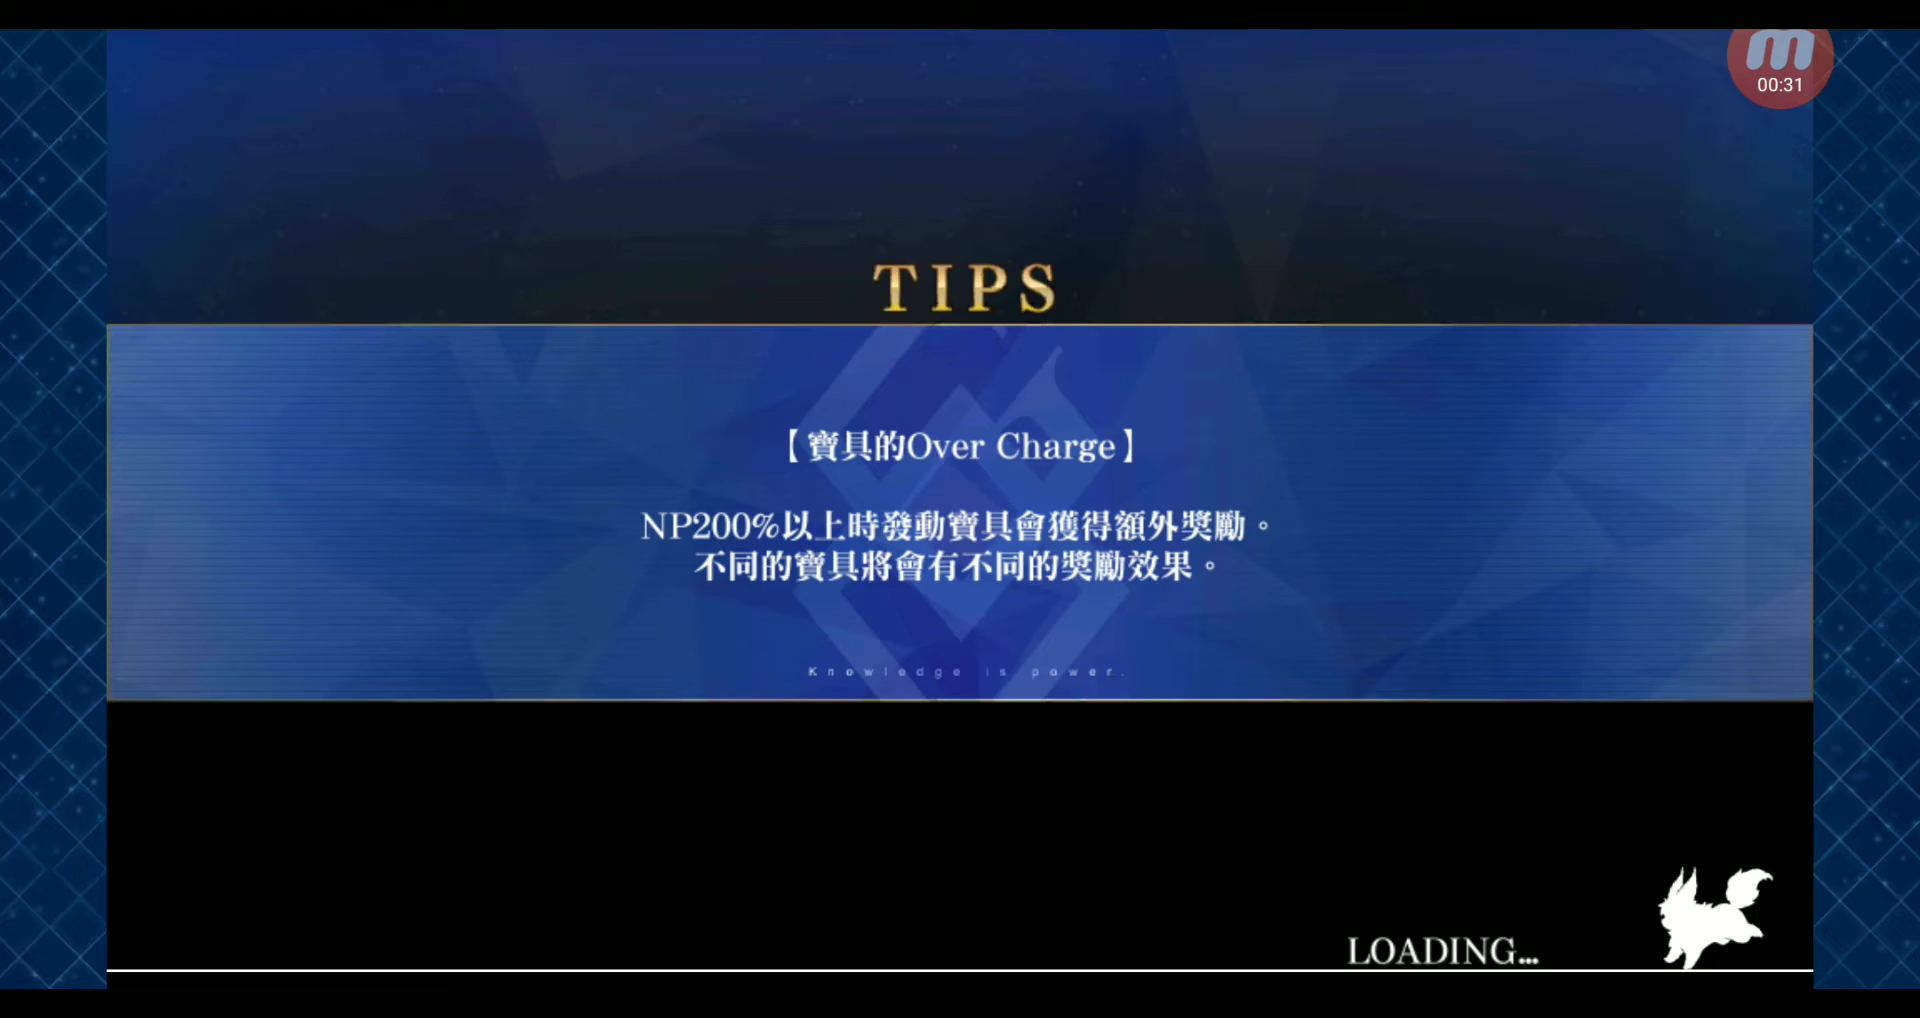 00:31
TIPS
【寶具的Over Charge】
NP200%以上時發動寶具會獲得額外獎勵。
不同的寶具將會有不同的獎勵效果。
Knowledge is power.
LOADING...